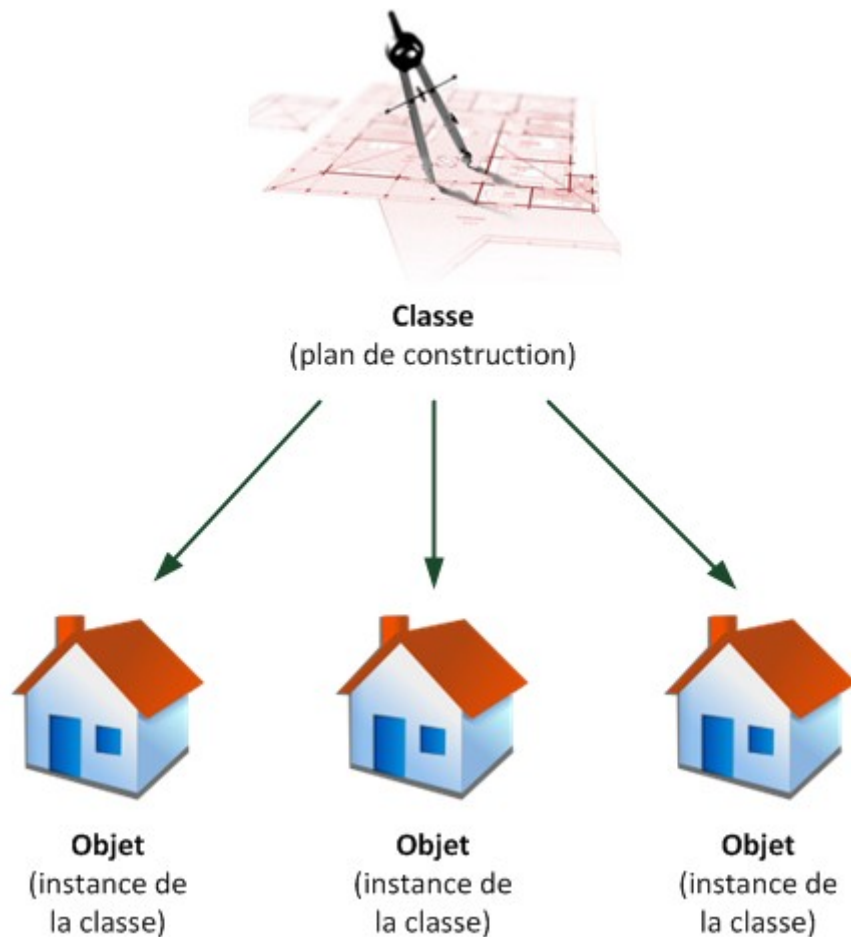 Classe
(plan de construction)
Objet
(instance de
la classe)
Objet
(instance de
la classe)
Objet
(instance de
la classe)